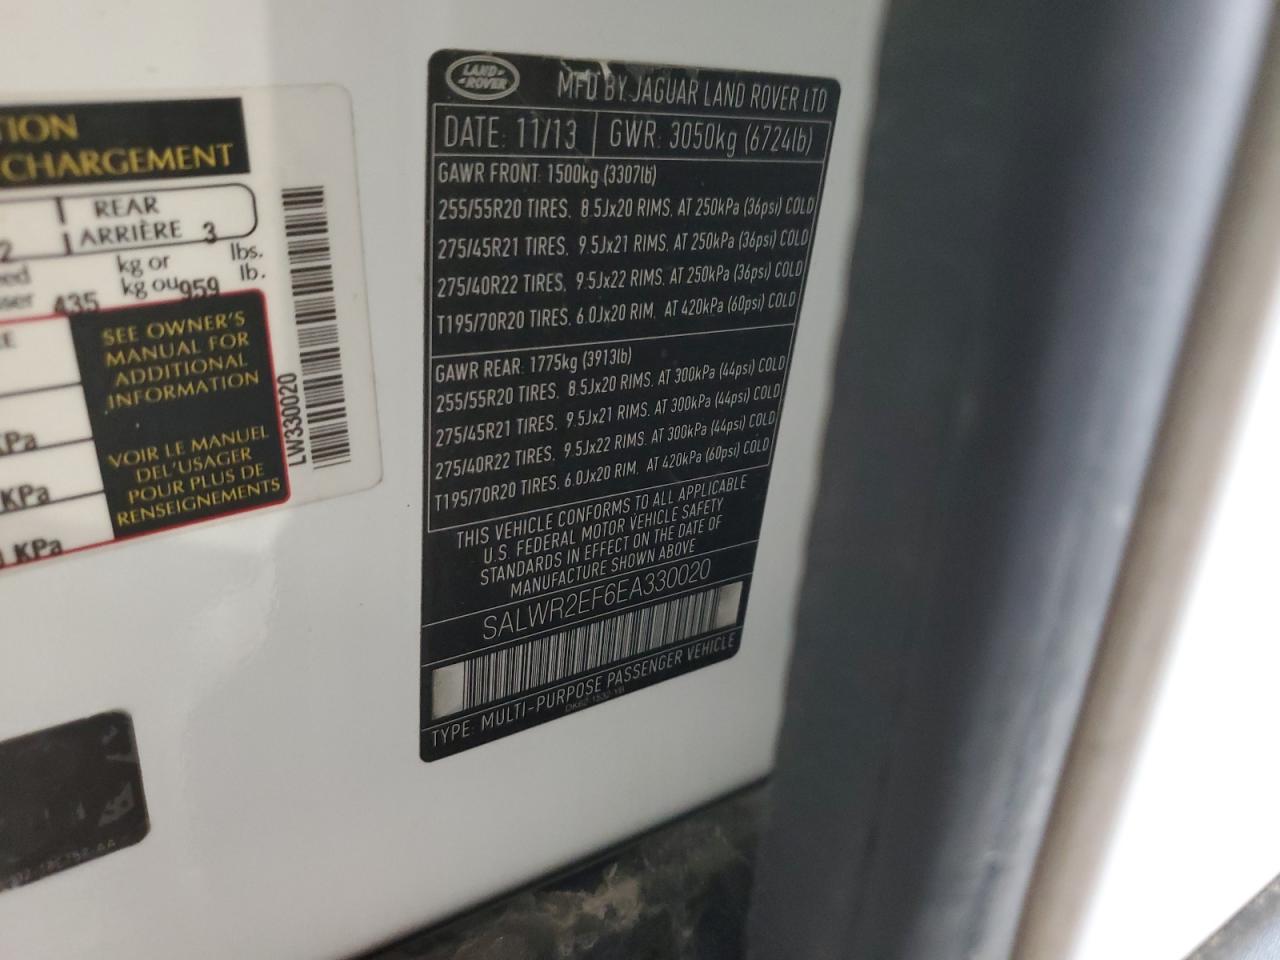 TION
CHARGEMENT
REAR
2 ARRIÈRE 3
kg or lbs.
435 kg ou 959 lb.
SEE OWNER'S
MANUAL FOR
ADDITIONAL
INFORMATION
VOIR LE MANUEL
DEL'USAGER
POUR PLUS DE
RENSEIGNEMENTS
KPa
KPa
KPa
LW330020
LAND-
-ROVER
MFD BY JAGUAR LAND ROVER LTD
DATE: 11/13 GWR: 3050kg (6724lb)
GAWR FRONT: 1500kg (3307lb)
255/55R20 TIRES. 8.5Jx20 RIMS. AT 250kPa (36psi) COLD
275/45R21 TIRES. 9.5Jx21 RIMS. AT 250kPa (36psi) COLD
275/40R22 TIRES. 9.5Jx22 RIMS. AT 250kPa (36psi) COLD
T195/70R20 TIRES. 6.0Jx20 RIM. AT 420kPa (60psi) COLD
GAWR REAR: 1775kg (3913lb)
255/55R20 TIRES. 8.5Jx20 RIMS. AT 300kPa (44psi) COLD
275/45R21 TIRES. 9.5Jx21 RIMS. AT 300kPa (44psi) COLD
275/40R22 TIRES. 9.5Jx22 RIMS. AT 300kPa (44psi) COLD
T195/70R20 TIRES. 6.0Jx20 RIM. AT 420kPa (60psi) COLD
THIS VEHICLE CONFORMS TO ALL APPLICABLE
U.S. FEDERAL MOTOR VEHICLE SAFETY
STANDARDS IN EFFECT ON THE DATE OF
MANUFACTURE SHOWN ABOVE
SALWR2EF6EA330020
TYPE: MULTI-PURPOSE PASSENGER VEHICLE